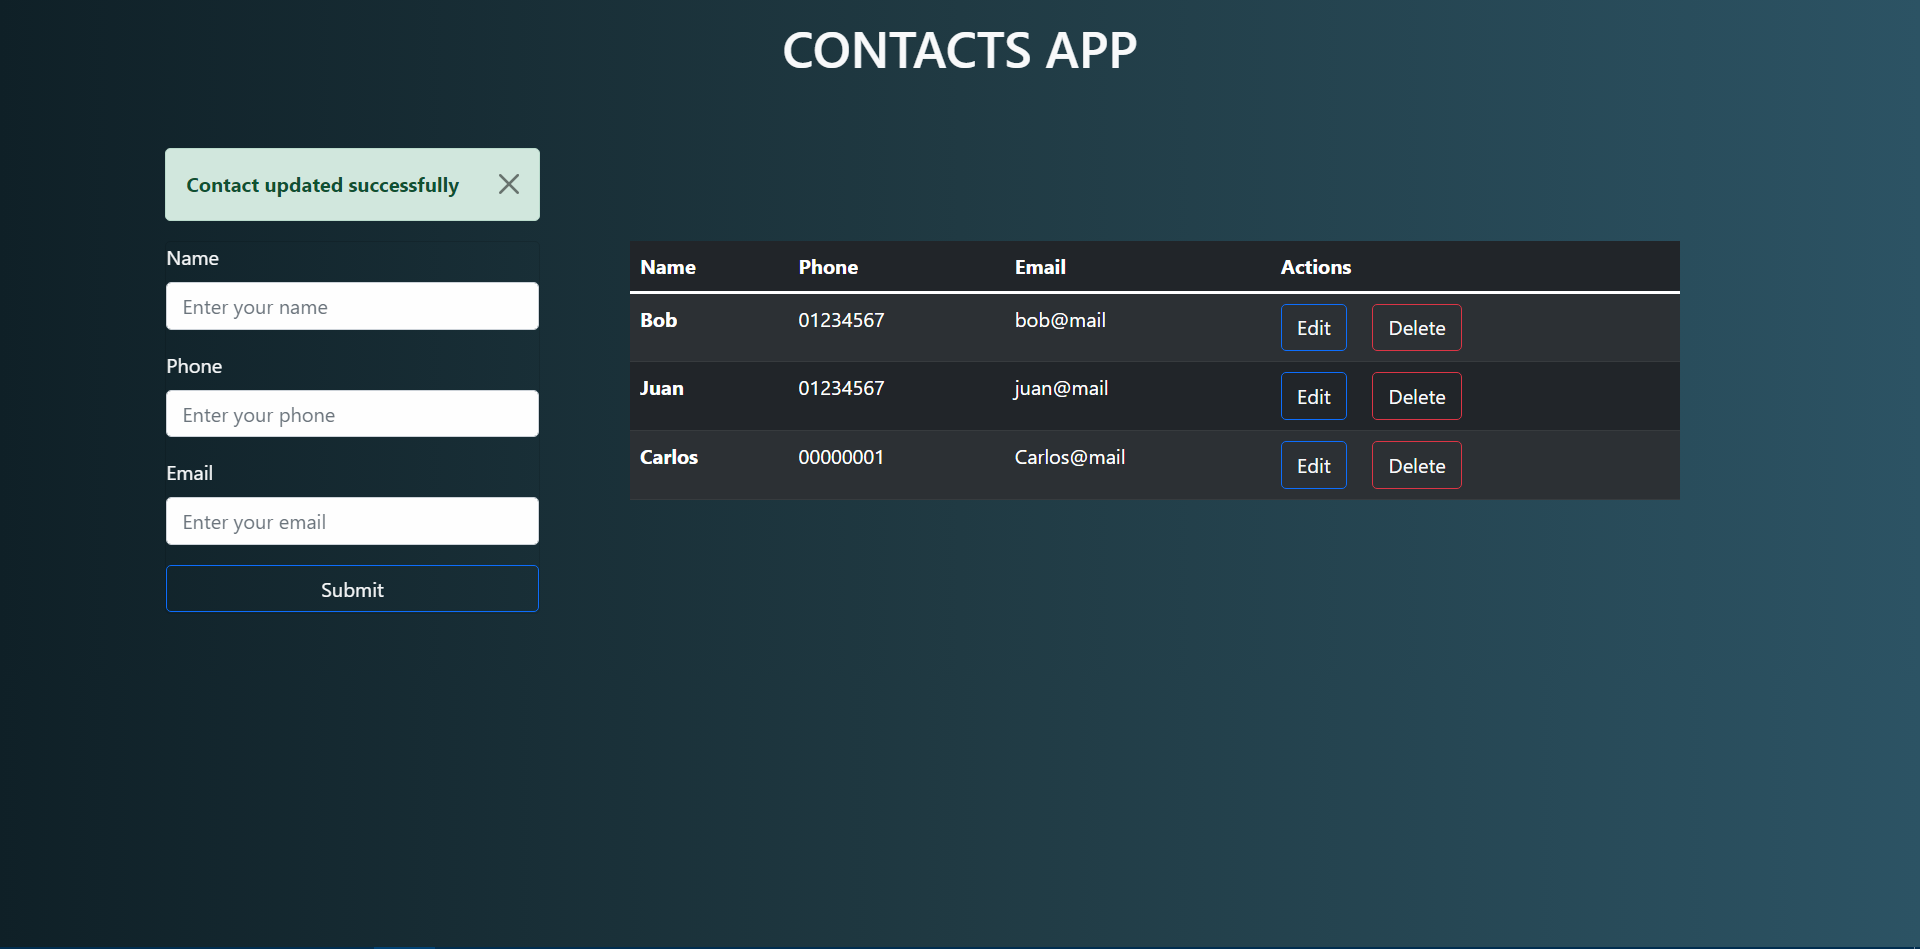 CONTACTS APP
Contact updated successfully
Name
Enter your name
Phone
Enter your phone
Email
Enter your email
Submit
Name Phone Email Actions
Bob 01234567 bob@mail Edit Delete
Juan 01234567 juan@mail Edit Delete
Carlos 00000001 Carlos@mail Edit Delete